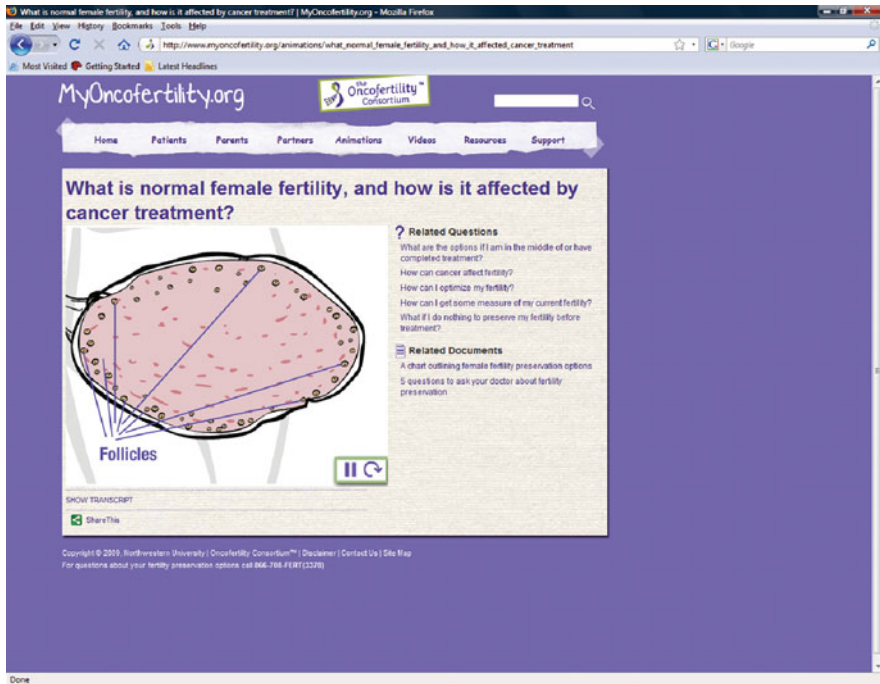 What is normal female fertility, and how is it affected by cancer treatment? | MyOncofertility.org - Mozilla Firefox
File Edit View History Bookmarks Tools Help
http://www.myoncofertility.org/animations/what_normal_female_fertility_and_how_it_affected_cancer_treatment
Google
Most Visited Getting Started Latest Headlines
MyOncofertility.org
the Oncofertility™
Consortium
Home Patients Parents Partners Animations Videos Resources Support
What is normal female fertility, and how is it affected by
cancer treatment?
? Related Questions
What are the options if I am in the middle of or have
completed treatment?
How can cancer affect fertility?
How can I optimize my fertility?
How can I get some measure of my current fertility?
What if I do nothing to preserve my fertility before
treatment?
Related Documents
A chart outlining female fertility preservation options
5 questions to ask your doctor about fertility
preservation
Follicles
SHOW TRANSCRIPT
ShareThis
Copyright © 2009, Northwestern University | Oncofertility Consortium™ | Disclaimer | Contact Us | Site Map
For questions about your fertility preservation options call 866-708-FERT(3378)
Done